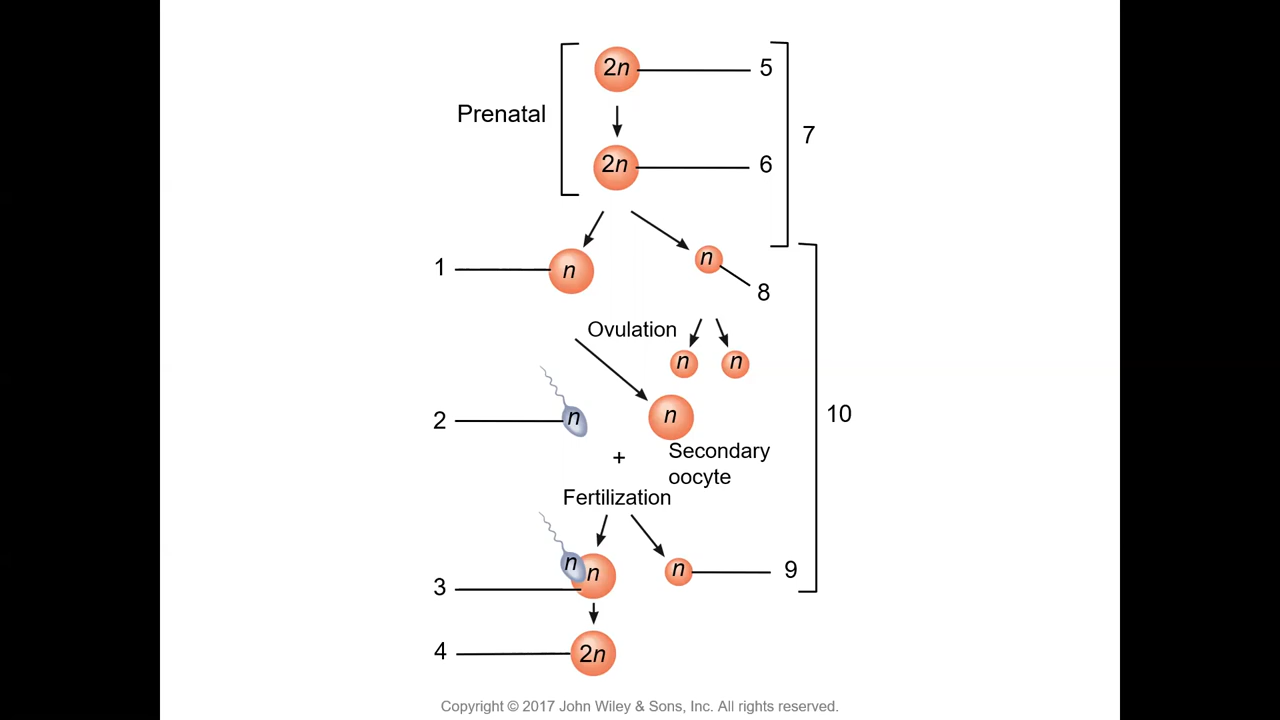 2n
5
Prenatal
7
2n
6
1
n
n
8
Ovulation
n
n
2
n
n
10
Secondary
oocyte
+
Fertilization
n
n
n
9
3
4
2n
Copyright © 2017 John Wiley & Sons, Inc. All rights reserved.